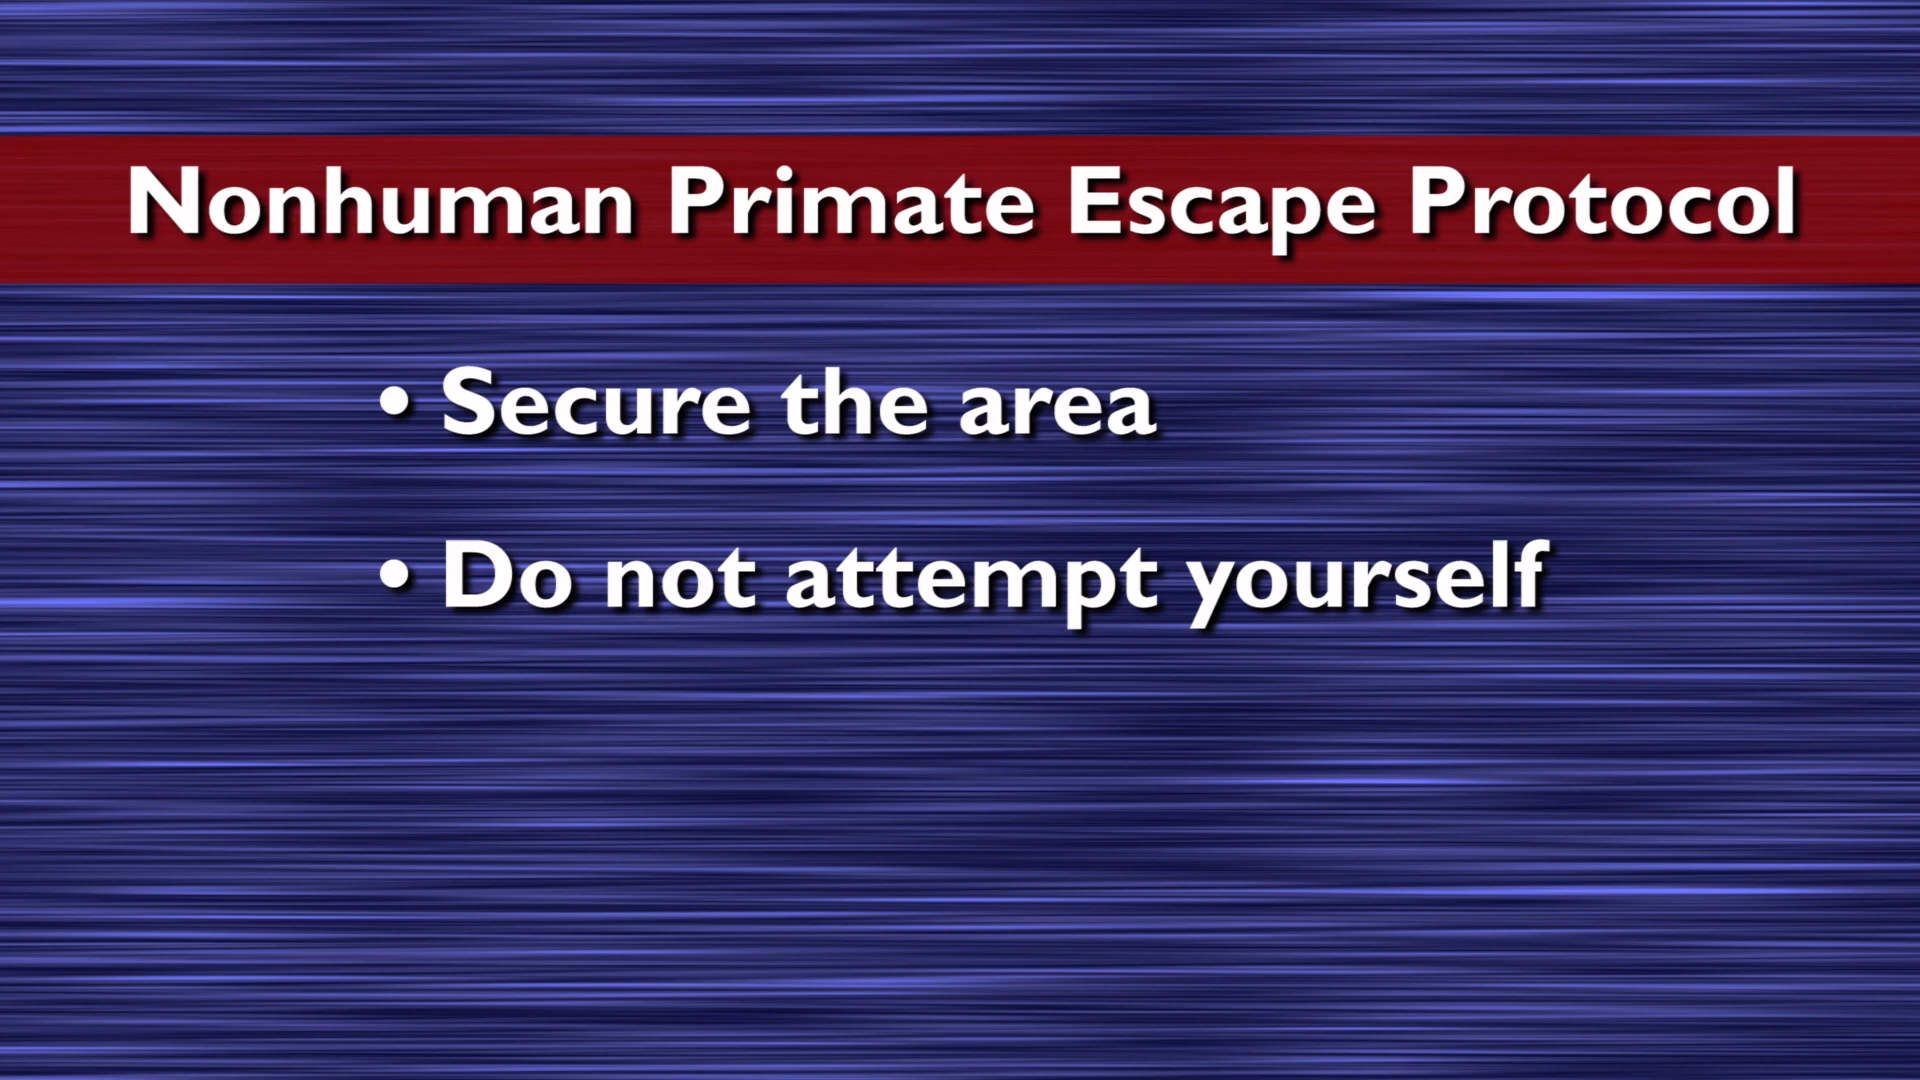 Nonhuman Primate Escape Protocol
• Secure the area
• Do not attempt yourself